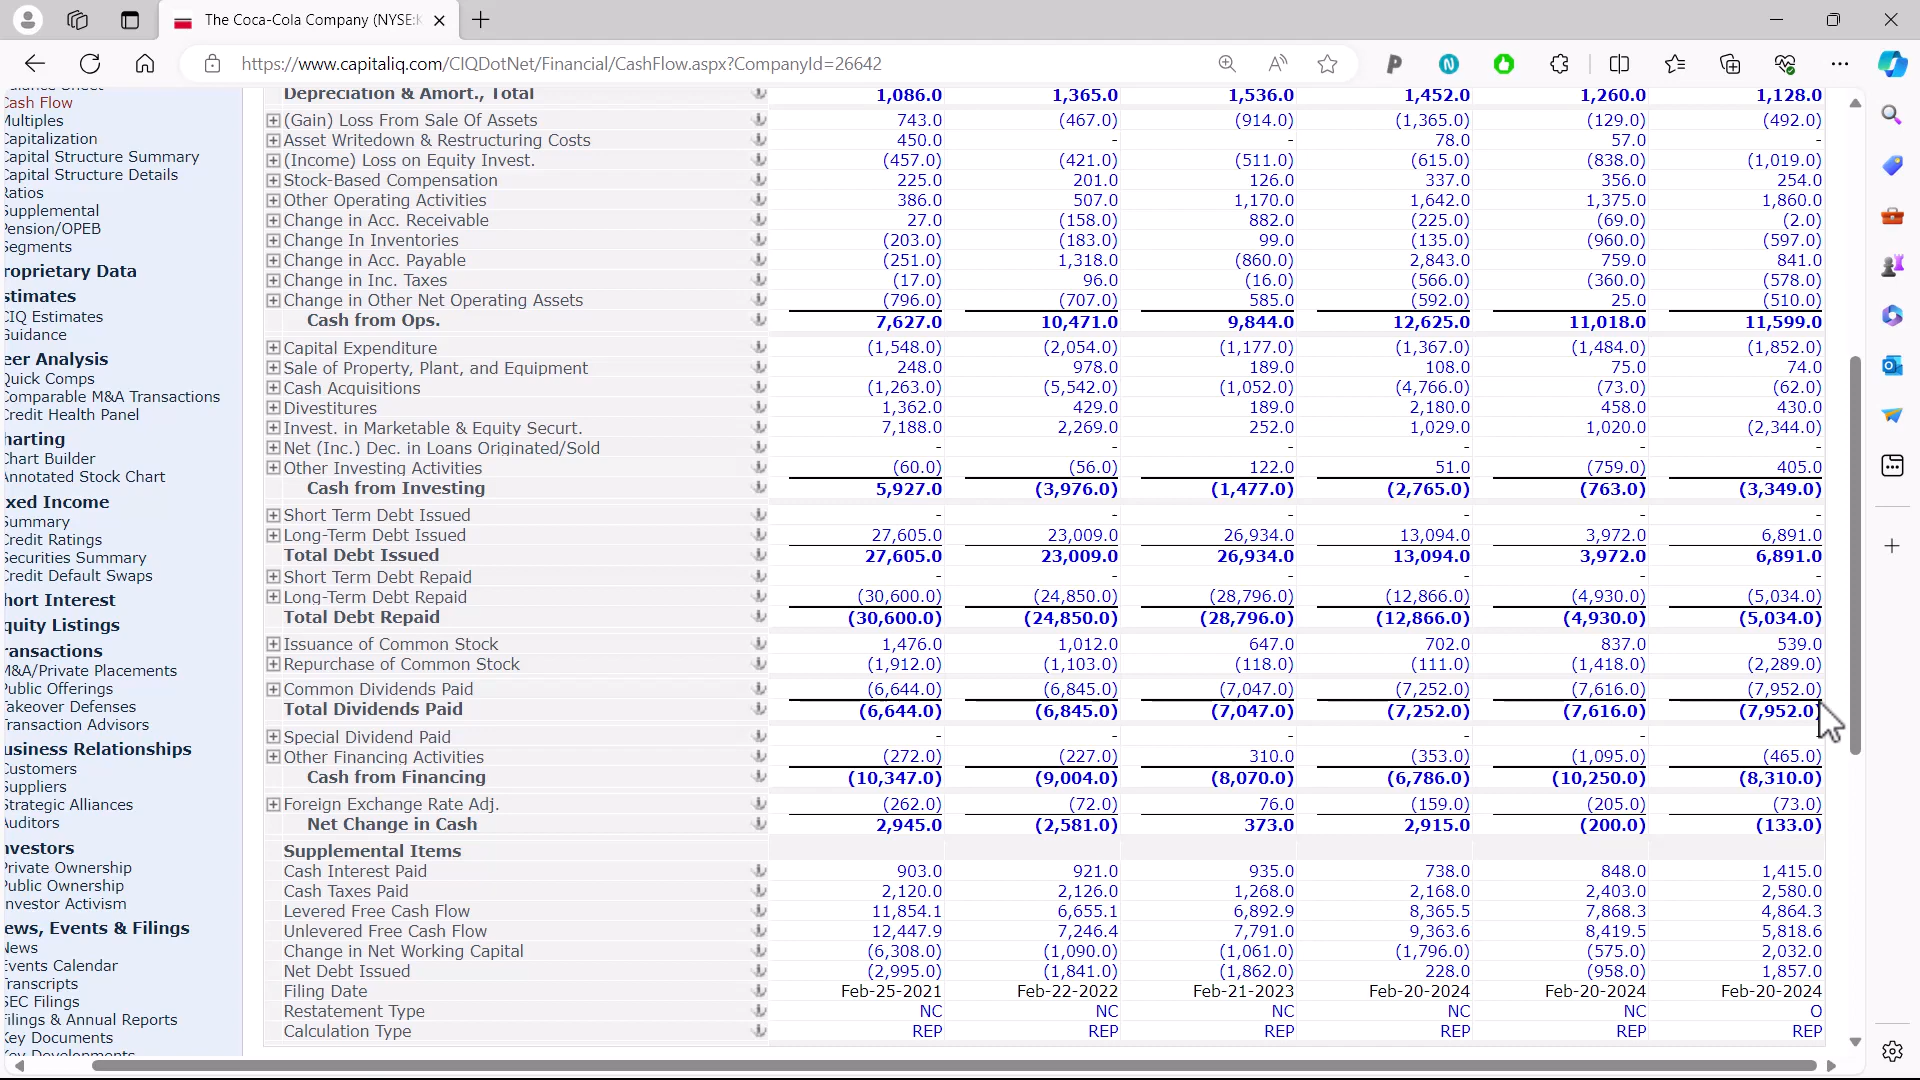 The Coca-Cola Company (NYSE:K
https://www.capitaliq.com/CIQDotNet/Financial/CashFlow.aspx?CompanyId=26642
Cash Flow
Multiples
Capitalization
Capital Structure Summary
Capital Structure Details
Ratios
Supplemental
Pension/OPEB
Segments
roprietary Data
stimates
CIQ Estimates
Guidance
eer Analysis
Quick Comps
Comparable M&A Transactions
Credit Health Panel
harting
Chart Builder
Annotated Stock Chart
xed Income
Summary
Credit Ratings
Securities Summary
Credit Default Swaps
hort Interest
quity Listings
ransactions
M&A/Private Placements
Public Offerings
Takeover Defenses
Transaction Advisors
usiness Relationships
Customers
Suppliers
Strategic Alliances
Auditors
nvestors
Private Ownership
Public Ownership
Investor Activism
ews, Events & Filings
News
Events Calendar
Transcripts
SEC Filings
Filings & Annual Reports
Key Documents
Key Developments
Depreciation & Amort., Total 1,086.0 1,365.0 1,536.0 1,452.0 1,260.0 1,128.0
(Gain) Loss From Sale Of Assets 743.0 (467.0) (914.0) (1,365.0) (129.0) (492.0)
Asset Writedown & Restructuring Costs 450.0 - - 78.0 57.0 -
(Income) Loss on Equity Invest. (457.0) (421.0) (511.0) (615.0) (838.0) (1,019.0)
Stock-Based Compensation 225.0 201.0 126.0 337.0 356.0 254.0
Other Operating Activities 386.0 507.0 1,170.0 1,642.0 1,375.0 1,860.0
Change in Acc. Receivable 27.0 (158.0) 882.0 (225.0) (69.0) (2.0)
Change In Inventories (203.0) (183.0) 99.0 (135.0) (960.0) (597.0)
Change in Acc. Payable (251.0) 1,318.0 (860.0) 2,843.0 759.0 841.0
Change in Inc. Taxes (17.0) 96.0 (16.0) (566.0) (360.0) (578.0)
Change in Other Net Operating Assets (796.0) (707.0) 585.0 (592.0) 25.0 (510.0)
Cash from Ops. 7,627.0 10,471.0 9,844.0 12,625.0 11,018.0 11,599.0
Capital Expenditure (1,548.0) (2,054.0) (1,177.0) (1,367.0) (1,484.0) (1,852.0)
Sale of Property, Plant, and Equipment 248.0 978.0 189.0 108.0 75.0 74.0
Cash Acquisitions (1,263.0) (5,542.0) (1,052.0) (4,766.0) (73.0) (62.0)
Divestitures 1,362.0 429.0 189.0 2,180.0 458.0 430.0
Invest. in Marketable & Equity Securt. 7,188.0 2,269.0 252.0 1,029.0 1,020.0 (2,344.0)
Net (Inc.) Dec. in Loans Originated/Sold - - - - - -
Other Investing Activities (60.0) (56.0) 122.0 51.0 (759.0) 405.0
Cash from Investing 5,927.0 (3,976.0) (1,477.0) (2,765.0) (763.0) (3,349.0)
Short Term Debt Issued - - - - - -
Long-Term Debt Issued 27,605.0 23,009.0 26,934.0 13,094.0 3,972.0 6,891.0
Total Debt Issued 27,605.0 23,009.0 26,934.0 13,094.0 3,972.0 6,891.0
Short Term Debt Repaid - - - - - -
Long-Term Debt Repaid (30,600.0) (24,850.0) (28,796.0) (12,866.0) (4,930.0) (5,034.0)
Total Debt Repaid (30,600.0) (24,850.0) (28,796.0) (12,866.0) (4,930.0) (5,034.0)
Issuance of Common Stock 1,476.0 1,012.0 647.0 702.0 837.0 539.0
Repurchase of Common Stock (1,912.0) (1,103.0) (118.0) (111.0) (1,418.0) (2,289.0)
Common Dividends Paid (6,644.0) (6,845.0) (7,047.0) (7,252.0) (7,616.0) (7,952.0)
Total Dividends Paid (6,644.0) (6,845.0) (7,047.0) (7,252.0) (7,616.0) (7,952.0)
Special Dividend Paid - - - - - -
Other Financing Activities (272.0) (227.0) 310.0 (353.0) (1,095.0) (465.0)
Cash from Financing (10,347.0) (9,004.0) (8,070.0) (6,786.0) (10,250.0) (8,310.0)
Foreign Exchange Rate Adj. (262.0) (72.0) 76.0 (159.0) (205.0) (73.0)
Net Change in Cash 2,945.0 (2,581.0) 373.0 2,915.0 (200.0) (133.0)
Supplemental Items
Cash Interest Paid 903.0 921.0 935.0 738.0 848.0 1,415.0
Cash Taxes Paid 2,120.0 2,126.0 1,268.0 2,168.0 2,403.0 2,580.0
Levered Free Cash Flow 11,854.1 6,655.1 6,892.9 8,365.5 7,868.3 4,864.3
Unlevered Free Cash Flow 12,447.9 7,246.4 7,791.0 9,363.6 8,419.5 5,818.6
Change in Net Working Capital (6,308.0) (1,090.0) (1,061.0) (1,796.0) (575.0) 2,032.0
Net Debt Issued (2,995.0) (1,841.0) (1,862.0) 228.0 (958.0) 1,857.0
Filing Date Feb-25-2021 Feb-22-2022 Feb-21-2023 Feb-20-2024 Feb-20-2024 Feb-20-2024
Restatement Type NC NC NC NC NC O
Calculation Type REP REP REP REP REP REP